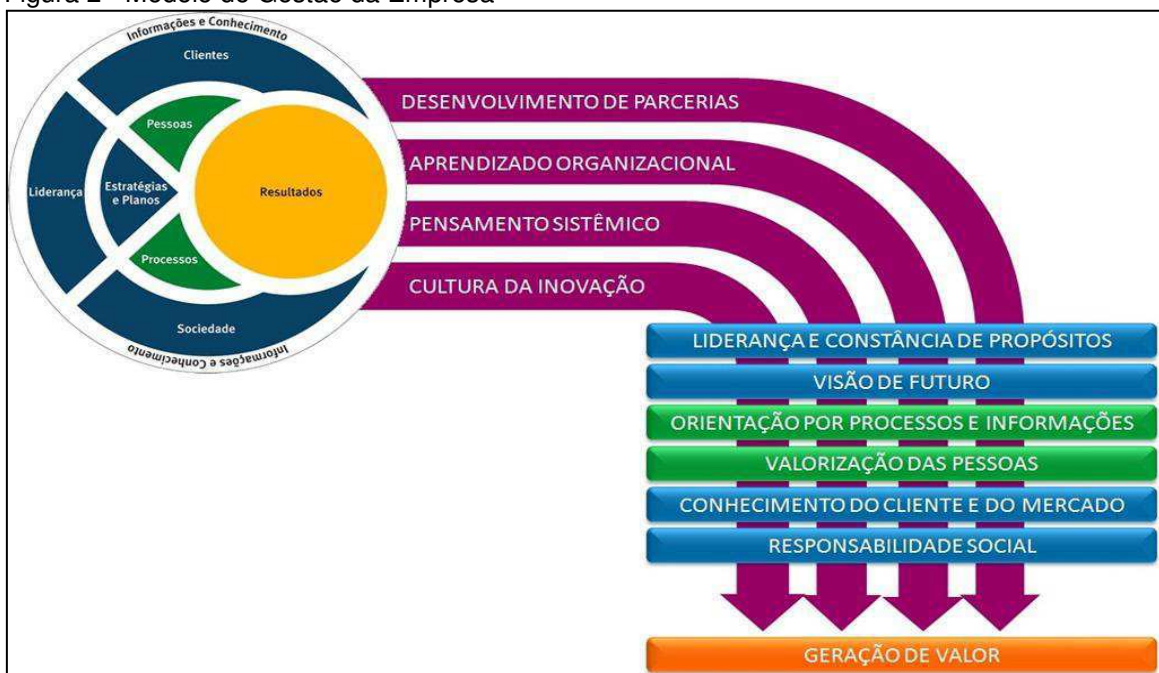 Figura 2 - Modelo de Gestão da Empresa
Informações e Conhecimento
Clientes
Pessoas
Liderança
Estratégias
e Planos
Resultados
Processos
Sociedade
Informações e Conhecimento
DESENVOLVIMENTO DE PARCERIAS
APRENDIZADO ORGANIZACIONAL
PENSAMENTO SISTÊMICO
CULTURA DA INOVAÇÃO
LIDERANÇA E CONSTÂNCIA DE PROPÓSITOS
VISÃO DE FUTURO
ORIENTAÇÃO POR PROCESSOS E INFORMAÇÕES
VALORIZAÇÃO DAS PESSOAS
CONHECIMENTO DO CLIENTE E DO MERCADO
RESPONSABILIDADE SOCIAL
GERAÇÃO DE VALOR